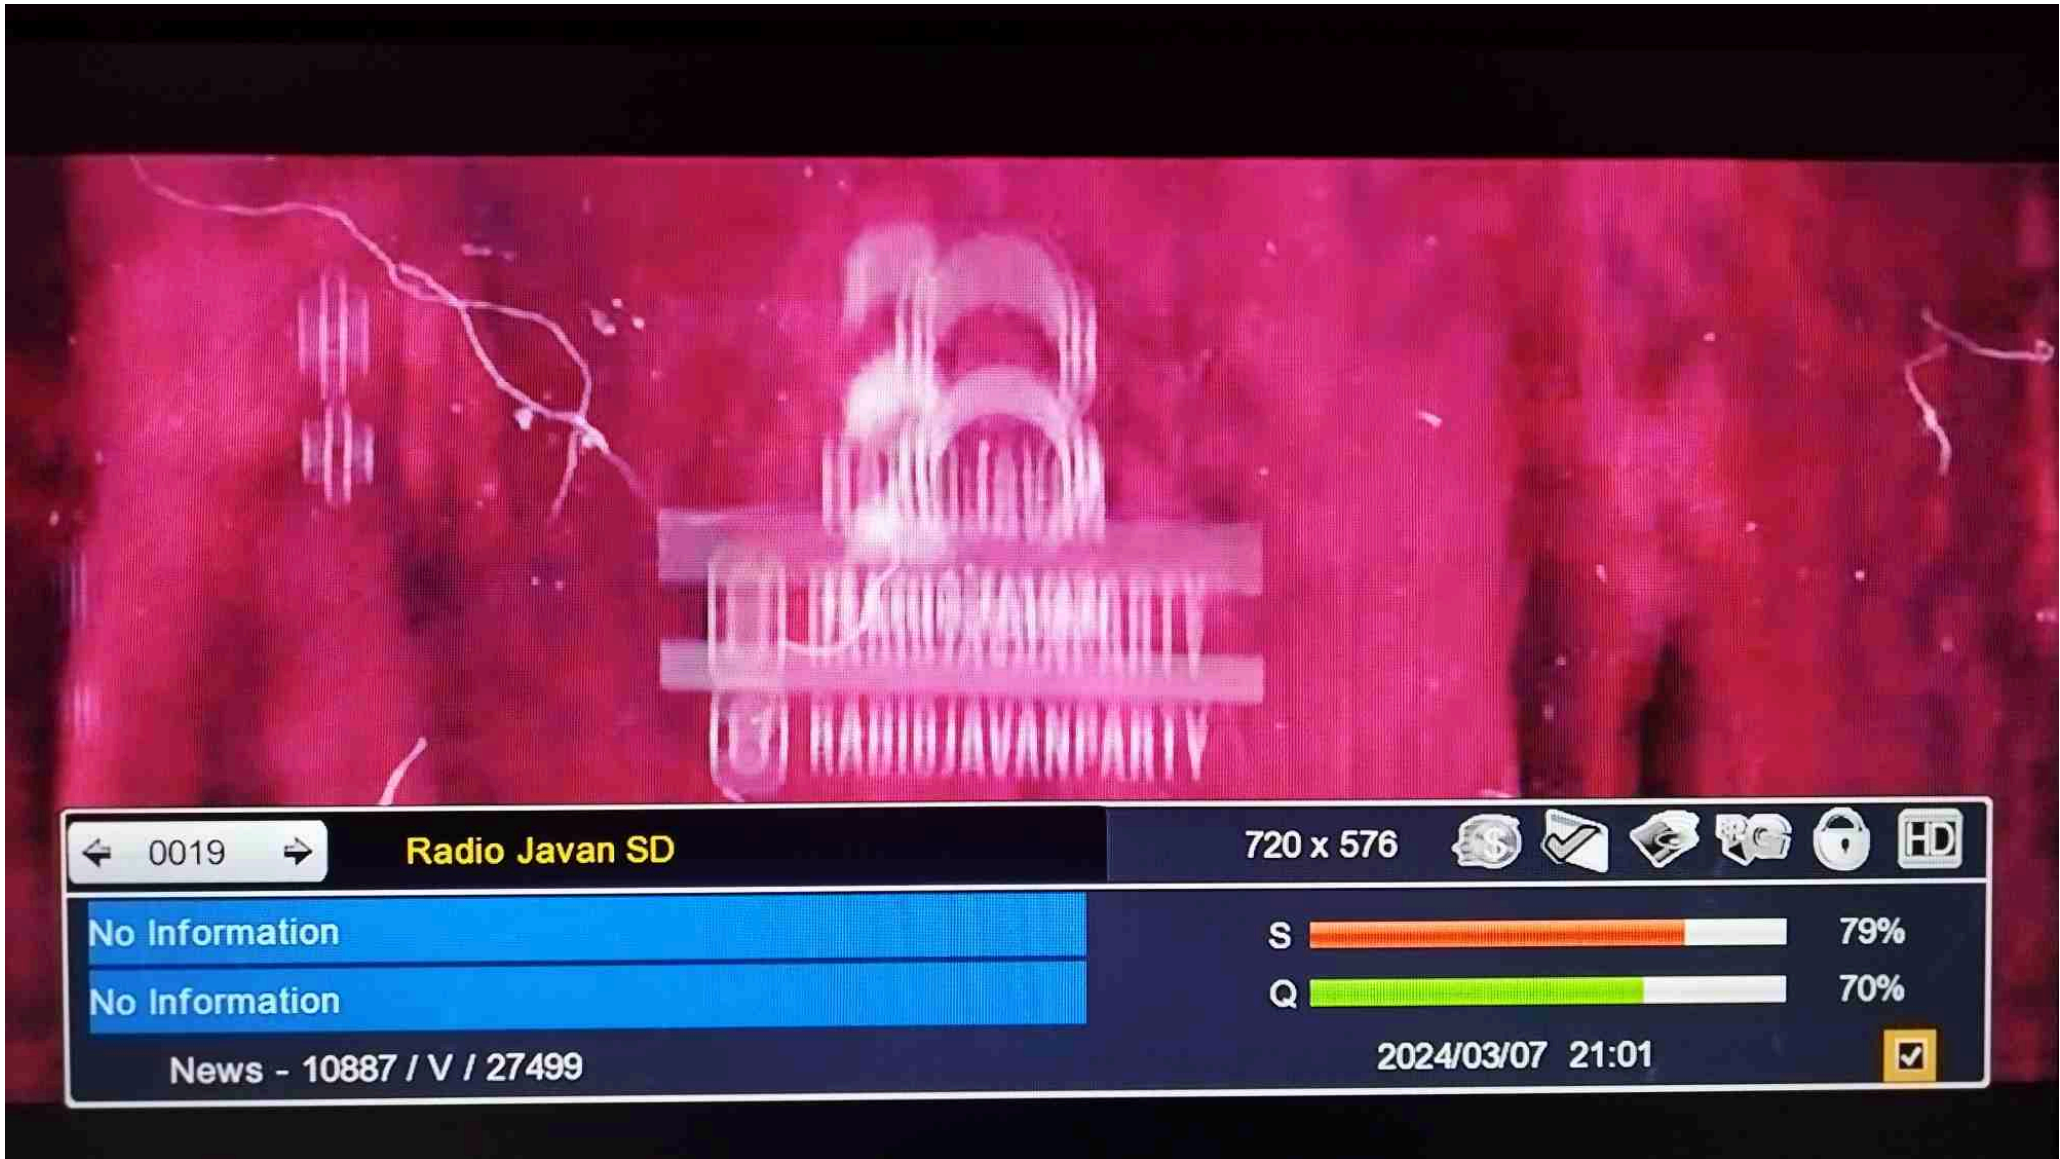 RADIOJAVANPARTY
RADIOJAVANPARTY
0019 Radio Javan SD 720 x 576 $ HD
No Information S 79%
No Information Q 70%
News - 10887 / V / 27499 2024/03/07 21:01